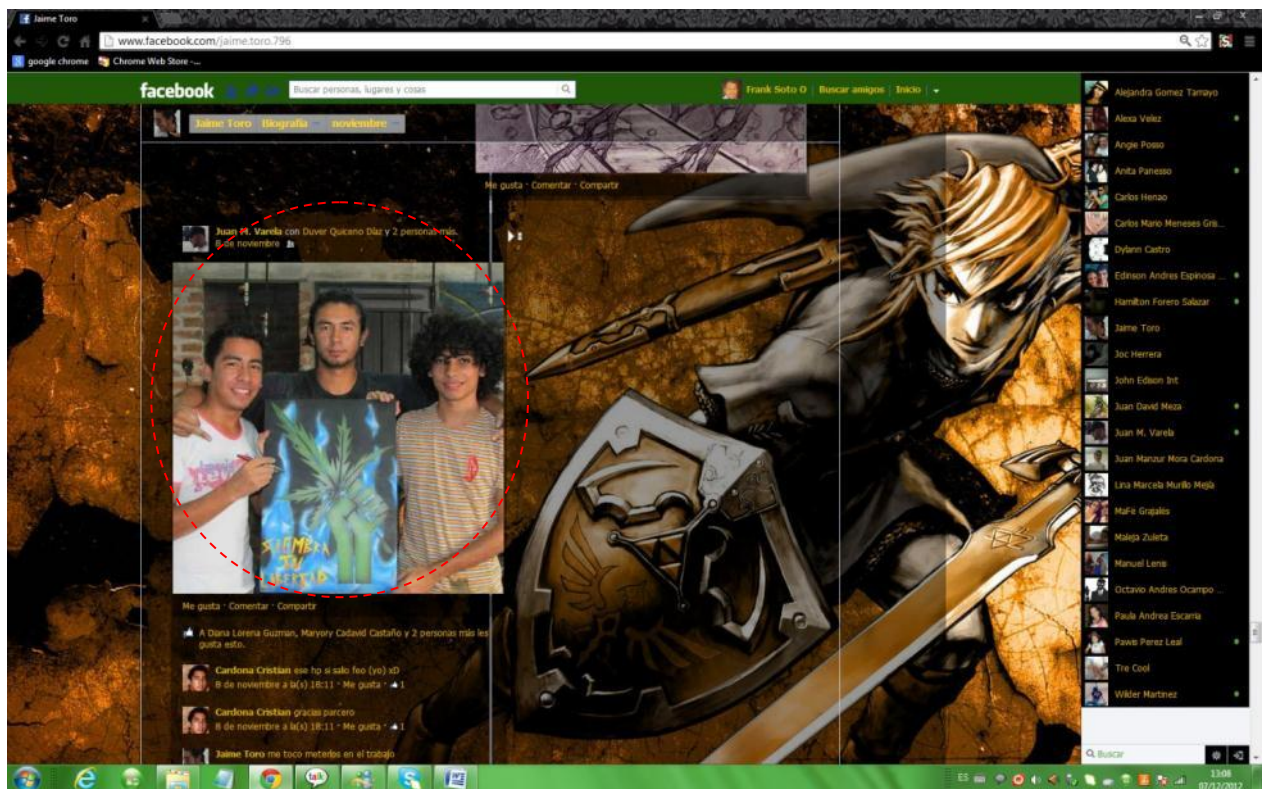 Jaime Toro
www.facebook.com/jaime.toro.796
google chrome
Chrome Web Store -...
facebook
Buscar personas, lugares y cosas
Frank Soto O
Buscar amigos
Inicio
Jaime Toro
Biografía
noviembre
Me gusta · Comentar · Compartir
Juan M. Varela con Duver Quiceno Díaz y 2 personas más.
8 de noviembre
SIEMBRA
TU
Me gusta · Comentar · Compartir
A Diana Lorena Guzman, Maryory Cadavid Castaño y 2 personas más les
gusta esto.
Cardona Cristian ese hp si salio feo (yo) xD
8 de noviembre a la(s) 18:11 · Me gusta · 1
Cardona Cristian gracias parcero
8 de noviembre a la(s) 18:11 · Me gusta · 1
Jaime Toro me toco meterlos en el trabajo
Alejandra Gomez Tamayo
Alexa Velez
Angie Posso
Anita Panesso
Carlos Henao
Carlos Mario Meneses Gris...
Dylann Castro
Edinson Andres Espinosa ...
Hamilton Forero Salazar
Jaime Toro
Joc Herrera
John Edison Int
Juan David Meza
Juan M. Varela
Juan Manzur Mora Cardona
Lina Marcela Murillo Mejía
MaFe Grajales
Maleja Zuleta
Manuel Lenis
Octavio Andres Ocampo ...
Paula Andrea Escarria
Pawis Perez Leal
Tre Cool
Wilder Martinez
Buscar
talk
ES
13:08
07/12/2012